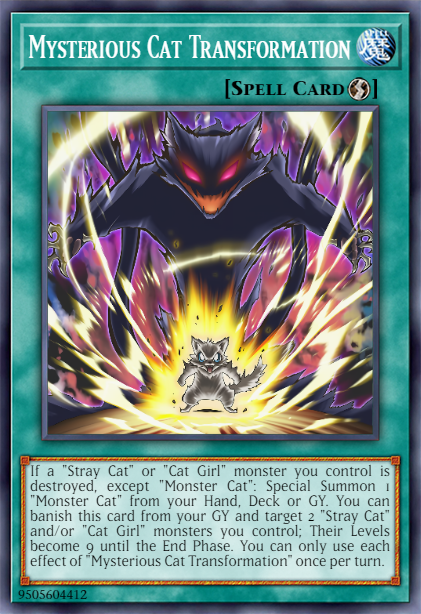 Mysterious Cat Transformation
魔
[Spell Card]
If a "Stray Cat" or "Cat Girl" monster you control is
destroyed, except "Monster Cat": Special Summon 1
"Monster Cat" from your Hand, Deck or GY. You can
banish this card from your GY and target 2 "Stray Cat"
and/or "Cat Girl" monsters you control; Their Levels
become 9 until the End Phase. You can only use each
effect of "Mysterious Cat Transformation" once per turn.
9505604412